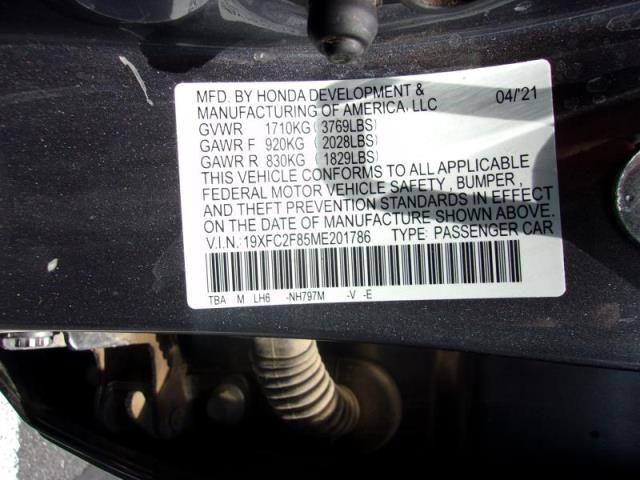 MFD. BY HONDA DEVELOPMENT & 04/21
MANUFACTURING OF AMERICA, LLC
GVWR 1710KG (3769LBS)
GAWR F 920KG (2028LBS)
GAWR R 830KG (1829LBS)
THIS VEHICLE CONFORMS TO ALL APPLICABLE
FEDERAL MOTOR VEHICLE SAFETY , BUMPER ,
AND THEFT PREVENTION STANDARDS IN EFFECT
ON THE DATE OF MANUFACTURE SHOWN ABOVE.
V.I.N.: 19XFC2F85ME201786 TYPE: PASSENGER CAR
TBA M LH6 -NH797M -V -E